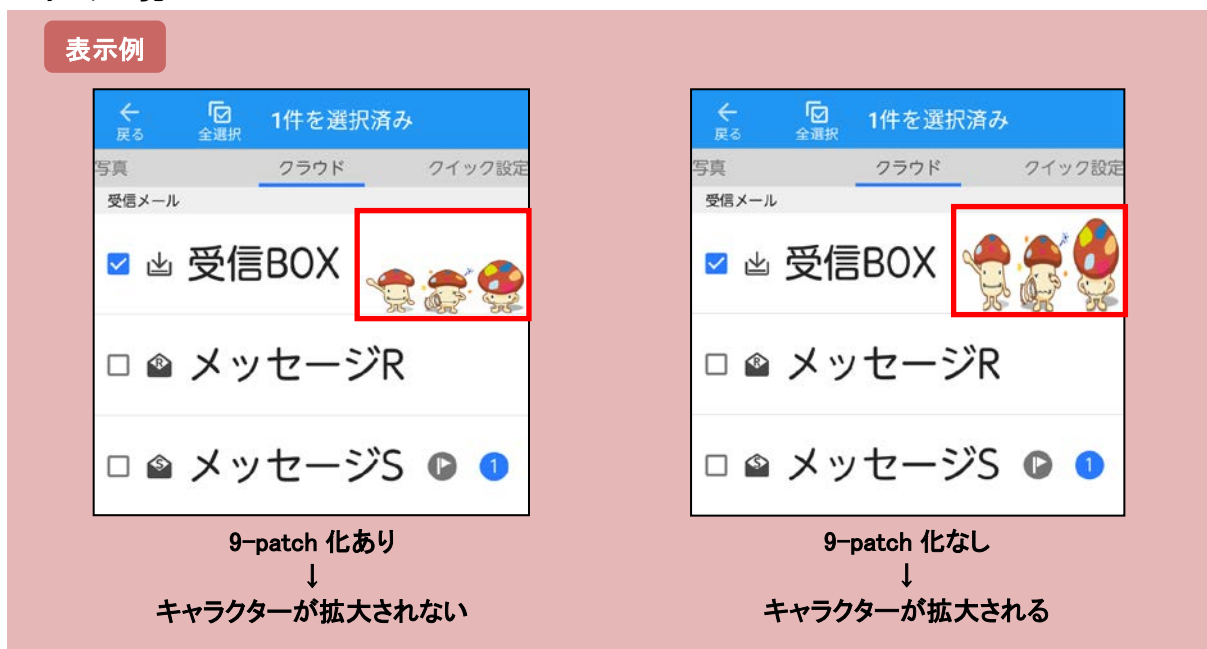 表示例
戻る 全選択 1件を選択済み
写真 クラウド クイック設定
受信メール
受信BOX
メッセージR
メッセージS 1
9-patch 化あり
↓
キャラクターが拡大されない
戻る 全選択 1件を選択済み
写真 クラウド クイック設定
受信メール
受信BOX
メッセージR
メッセージS 1
9-patch 化なし
↓
キャラクターが拡大される